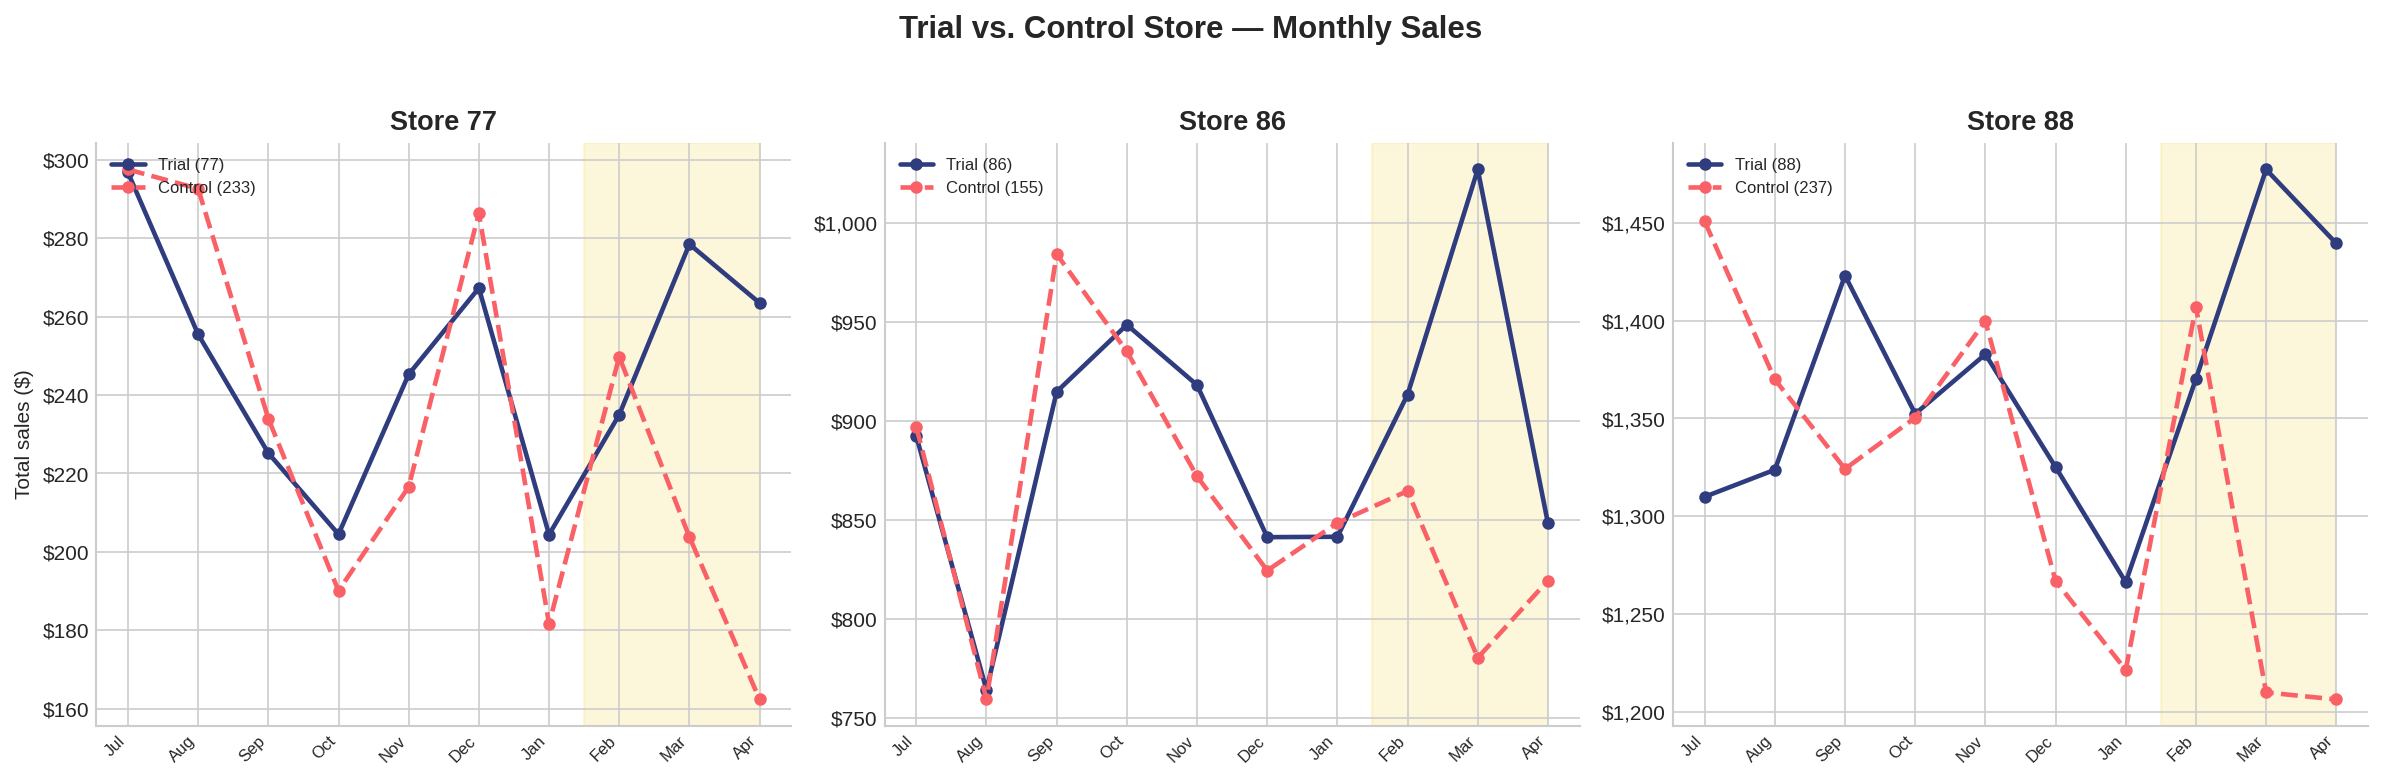 Trial vs. Control Store — Monthly Sales
Store 77
Total sales ($)
$300
$280
$260
$240
$220
$200
$180
$160
Trial (77)
Control (233)
Jul
Aug
Sep
Oct
Nov
Dec
Jan
Feb
Mar
Apr
Store 86
$1,000
$950
$900
$850
$800
$750
Trial (86)
Control (155)
Jul
Aug
Sep
Oct
Nov
Dec
Jan
Feb
Mar
Apr
Store 88
$1,450
$1,400
$1,350
$1,300
$1,250
$1,200
Trial (88)
Control (237)
Jul
Aug
Sep
Oct
Nov
Dec
Jan
Feb
Mar
Apr